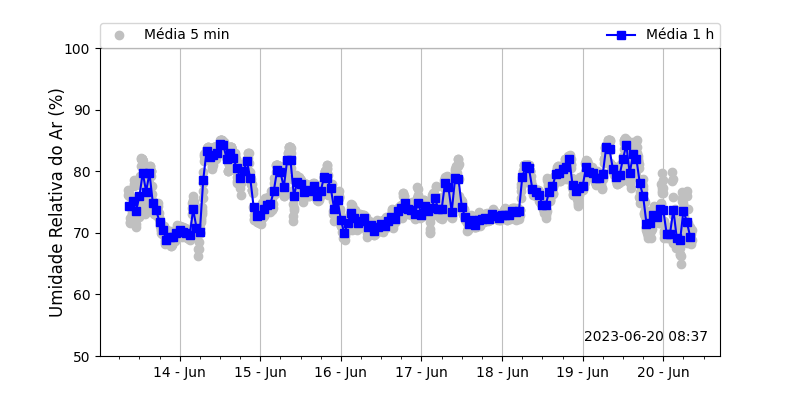 Média 5 min Média 1 h
100
90
80
70
60
50
Umidade Relativa do Ar (%)
2023-06-20 08:37
14 - Jun 15 - Jun 16 - Jun 17 - Jun 18 - Jun 19 - Jun 20 - Jun